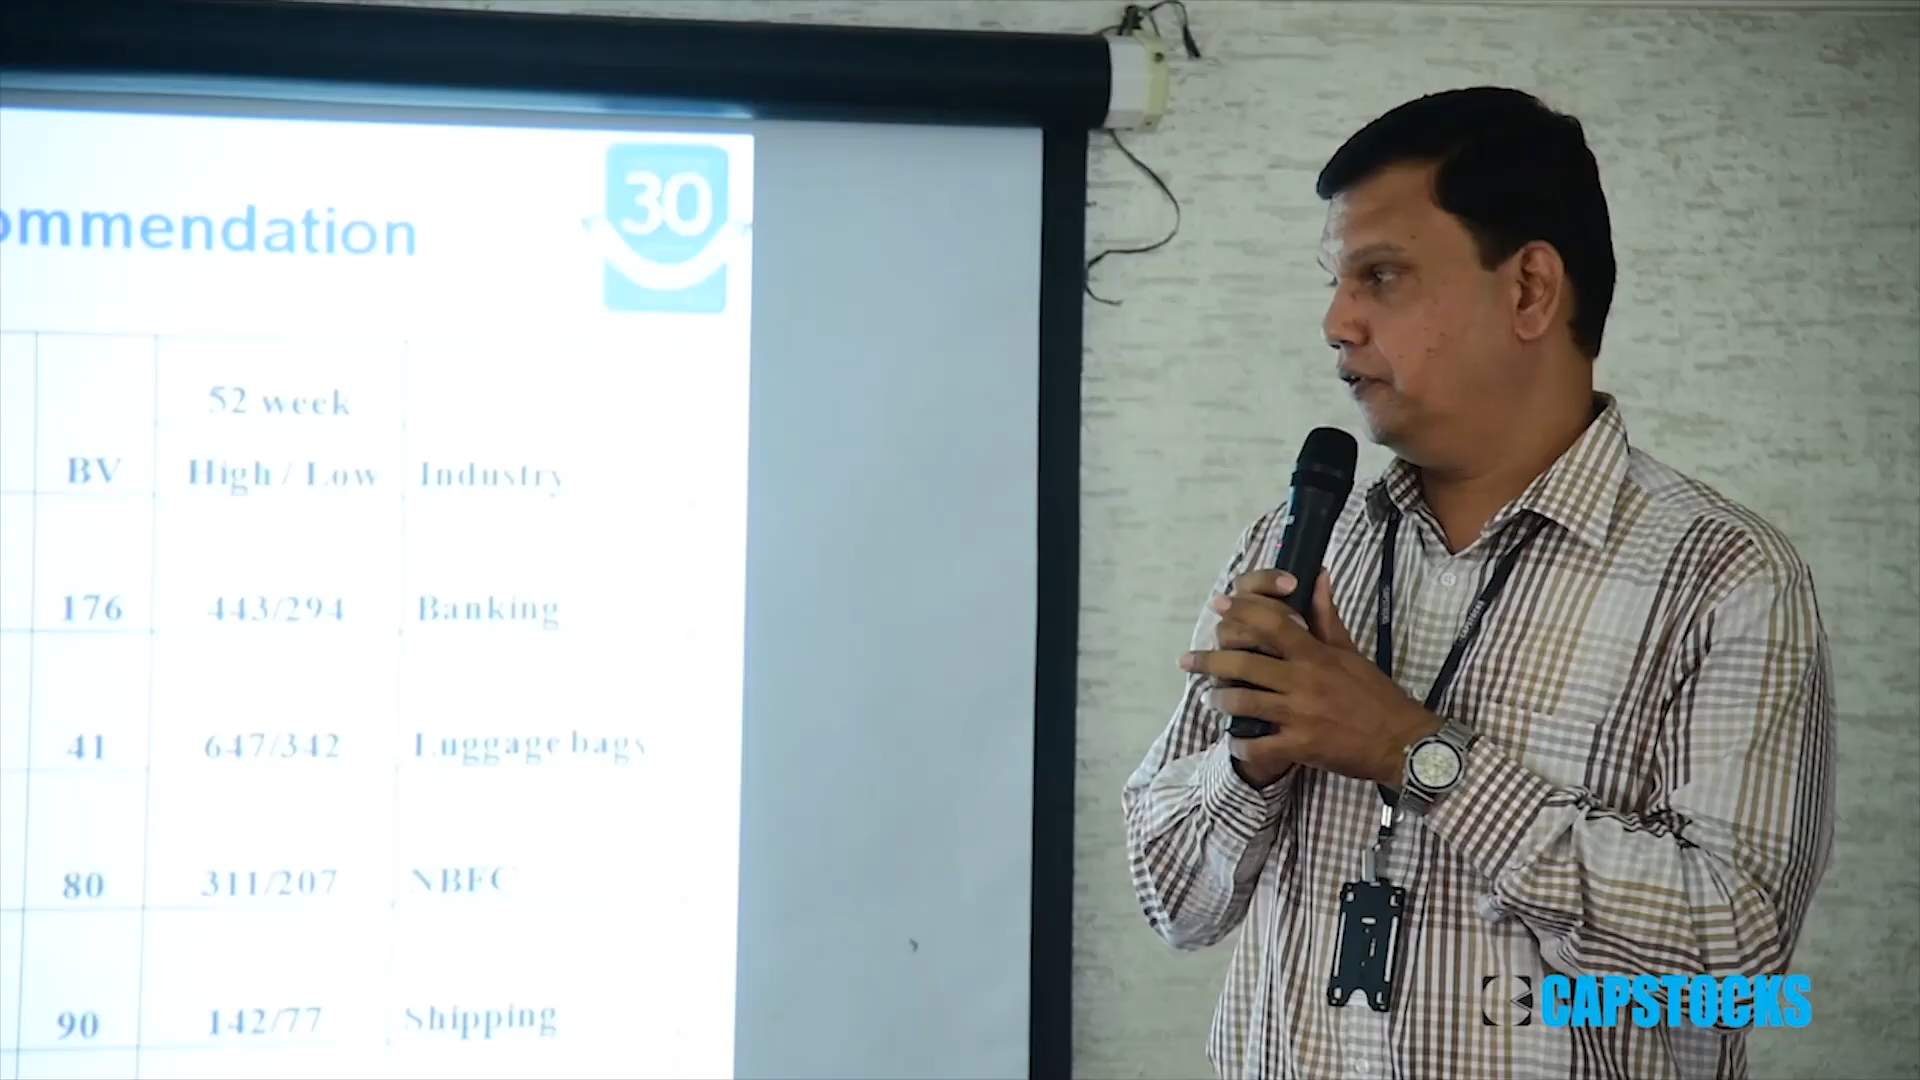 ommendation
30
52 week
BV High / Low Industry
176 443/294 Banking
41 647/342 Luggage bags
80 311/207 NBFC
90 142/77 Shipping
CAPSTOCKS